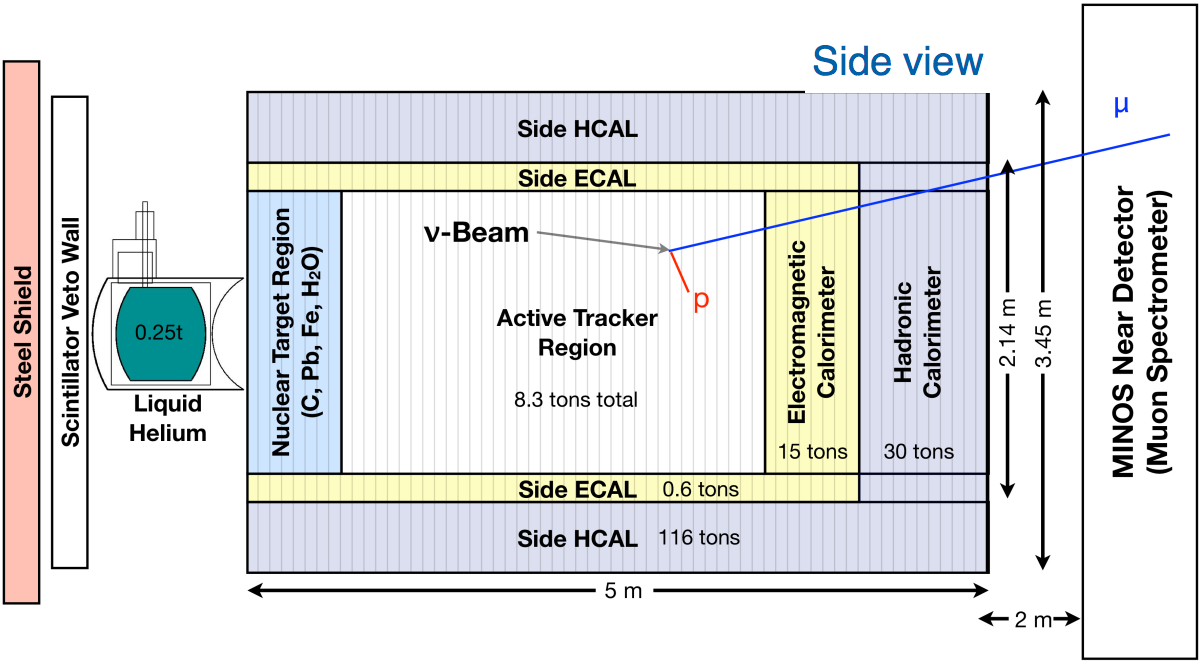 Side view
Steel Shield
Scintillator Veto Wall
0.25t
Liquid
Helium
Side HCAL
Side ECAL
Nuclear Target Region
(C, Pb, Fe, H₂O)
ν-Beam
p
μ
Active Tracker
Region
8.3 tons total
Electromagnetic
Calorimeter
15 tons
Hadronic
Calorimeter
30 tons
Side ECAL 0.6 tons
Side HCAL 116 tons
5 m
2 m
2.14 m
3.45 m
MINOS Near Detector
(Muon Spectrometer)